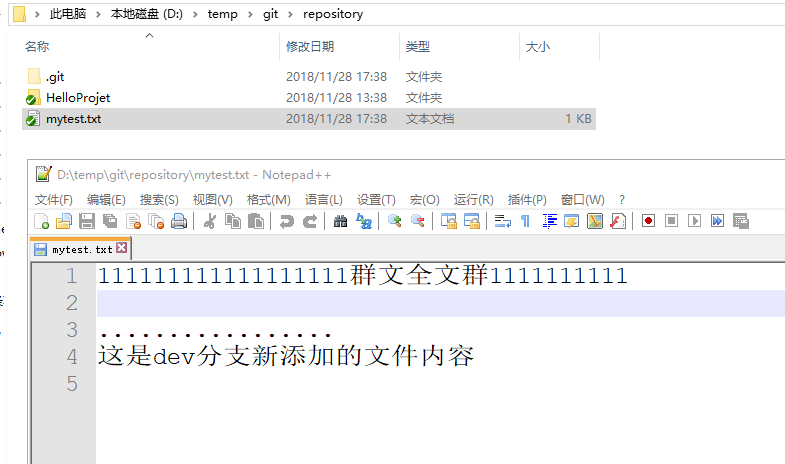 此电脑 > 本地磁盘 (D:) > temp > git > repository
名称 修改日期 类型 大小
.git 2018/11/28 17:38 文件夹
HelloProjet 2018/11/28 13:38 文件夹
mytest.txt 2018/11/28 17:38 文本文档 1 KB
D:\temp\git\repository\mytest.txt - Notepad++
文件(F) 编辑(E) 搜索(S) 视图(V) 格式(M) 语言(L) 设置(T) 宏(O) 运行(R) 插件(P) 窗口(W) ?
mytest.txt
1 111111111111111111群文全文群1111111111
2
3 .................
4 这是dev分支新添加的文件内容
5